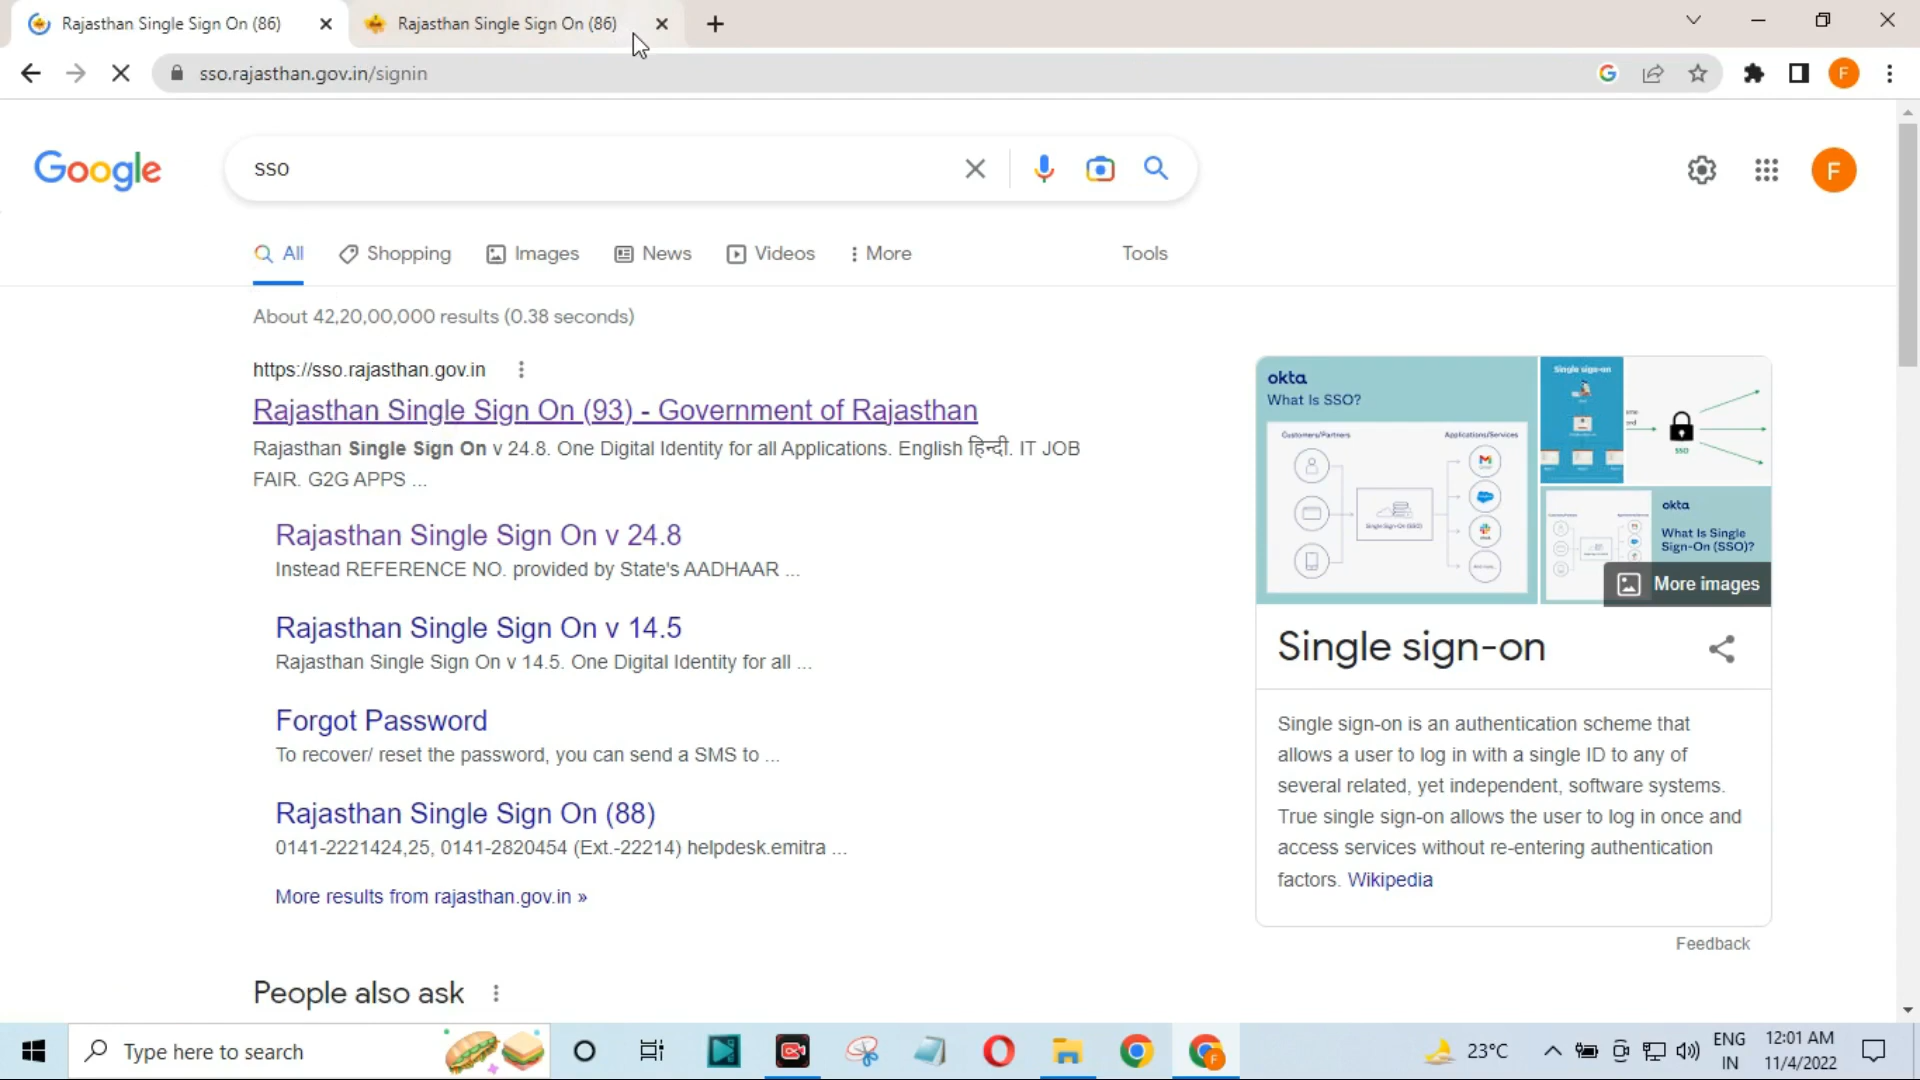 Rajasthan Single Sign On (86)
Rajasthan Single Sign On (86)
sso.rajasthan.gov.in/signin
F
Google
sso
F
All
Shopping
Images
News
Videos
More
Tools
About 42,20,00,000 results (0.38 seconds)
https://sso.rajasthan.gov.in
Rajasthan Single Sign On (93) - Government of Rajasthan
Rajasthan Single Sign On v 24.8. One Digital Identity for all Applications. English हिन्दी. IT JOB
FAIR. G2G APPS ...
Rajasthan Single Sign On v 24.8
Instead REFERENCE NO. provided by State's AADHAAR ...
Rajasthan Single Sign On v 14.5
Rajasthan Single Sign On v 14.5. One Digital Identity for all ...
Forgot Password
To recover/ reset the password, you can send a SMS to ...
Rajasthan Single Sign On (88)
0141-2221424,25, 0141-2820454 (Ext.-22214) helpdesk.emitra ...
More results from rajasthan.gov.in »
People also ask
okta
What Is SSO?
Customers/Partners
Applications/Services
Single Sign-On (SSO)
Single sign-on
SSO
okta
What Is Single
Sign-On (SSO)?
More images
Single sign-on
Single sign-on is an authentication scheme that
allows a user to log in with a single ID to any of
several related, yet independent, software systems.
True single sign-on allows the user to log in once and
access services without re-entering authentication
factors. Wikipedia
Feedback
Type here to search
F
23°C
ENG
IN
12:01 AM
11/4/2022